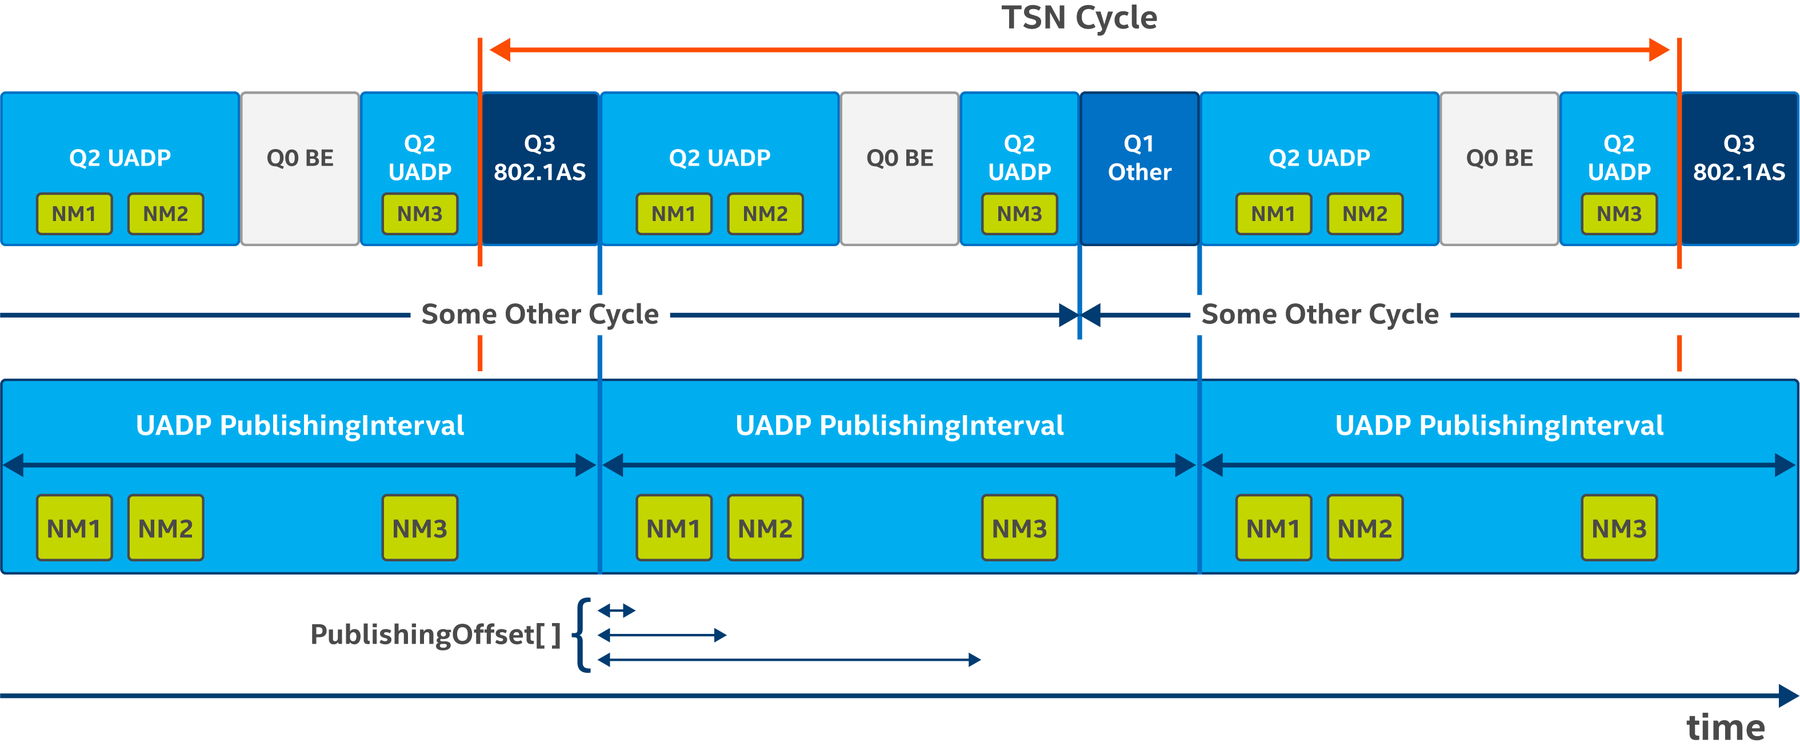 TSN Cycle
Q2 UADP
NM1 NM2
Q0 BE
Q2
UADP
NM3
Q3
802.1AS
Q2 UADP
NM1 NM2
Q0 BE
Q2
UADP
NM3
Q1
Other
Q2 UADP
NM1 NM2
Q0 BE
Q2
UADP
NM3
Q3
802.1AS
Some Other Cycle
Some Other Cycle
UADP PublishingInterval
UADP PublishingInterval
UADP PublishingInterval
NM1 NM2 NM3
NM1 NM2 NM3
NM1 NM2 NM3
PublishingOffset[ ]
time